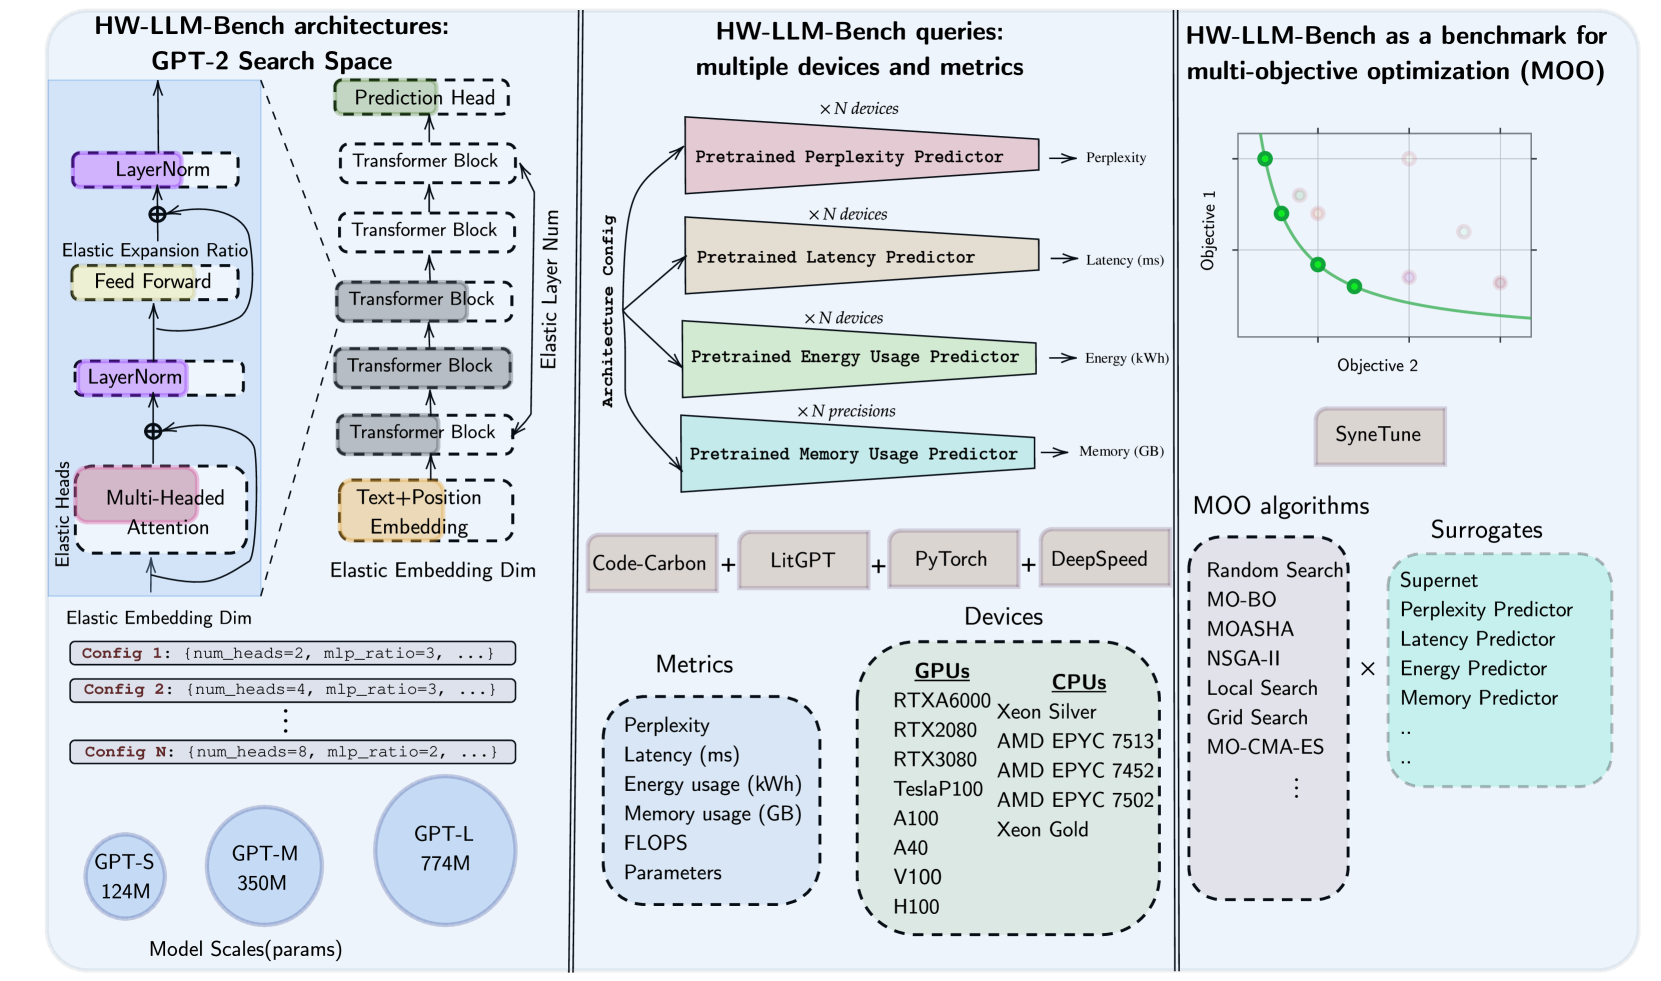 HW-LLM-Bench architectures:
GPT-2 Search Space
LayerNorm
Elastic Expansion Ratio
Feed Forward
LayerNorm
Elastic Heads
Multi-Headed
Attention
Elastic Embedding Dim
Prediction Head
Transformer Block
Transformer Block
Transformer Block
Transformer Block
Transformer Block
Elastic Layer Num
Text+Position
Embedding
Elastic Embedding Dim
Config 1: {num_heads=2, mlp_ratio=3, ...}
Config 2: {num_heads=4, mlp_ratio=3, ...}
⋮
Config N: {num_heads=8, mlp_ratio=2, ...}
GPT-S
124M
GPT-M
350M
GPT-L
774M
Model Scales(params)
HW-LLM-Bench queries:
multiple devices and metrics
Architecture Config
× N devices
Pretrained Perplexity Predictor
Perplexity
× N devices
Pretrained Latency Predictor
Latency (ms)
× N devices
Pretrained Energy Usage Predictor
Energy (kWh)
× N precisions
Pretrained Memory Usage Predictor
Memory (GB)
Code-Carbon + LitGPT + PyTorch + DeepSpeed
Metrics
Perplexity
Latency (ms)
Energy usage (kWh)
Memory usage (GB)
FLOPS
Parameters
Devices
GPUs
RTXA6000
RTX2080
RTX3080
TeslaP100
A100
A40
V100
H100
CPUs
Xeon Silver
AMD EPYC 7513
AMD EPYC 7452
AMD EPYC 7502
Xeon Gold
HW-LLM-Bench as a benchmark for
multi-objective optimization (MOO)
Objective 1
Objective 2
SyneTune
MOO algorithms
Random Search
MO-BO
MOASHA
NSGA-II
Local Search
Grid Search
MO-CMA-ES
⋮
×
Surrogates
Supernet
Perplexity Predictor
Latency Predictor
Energy Predictor
Memory Predictor
..
..